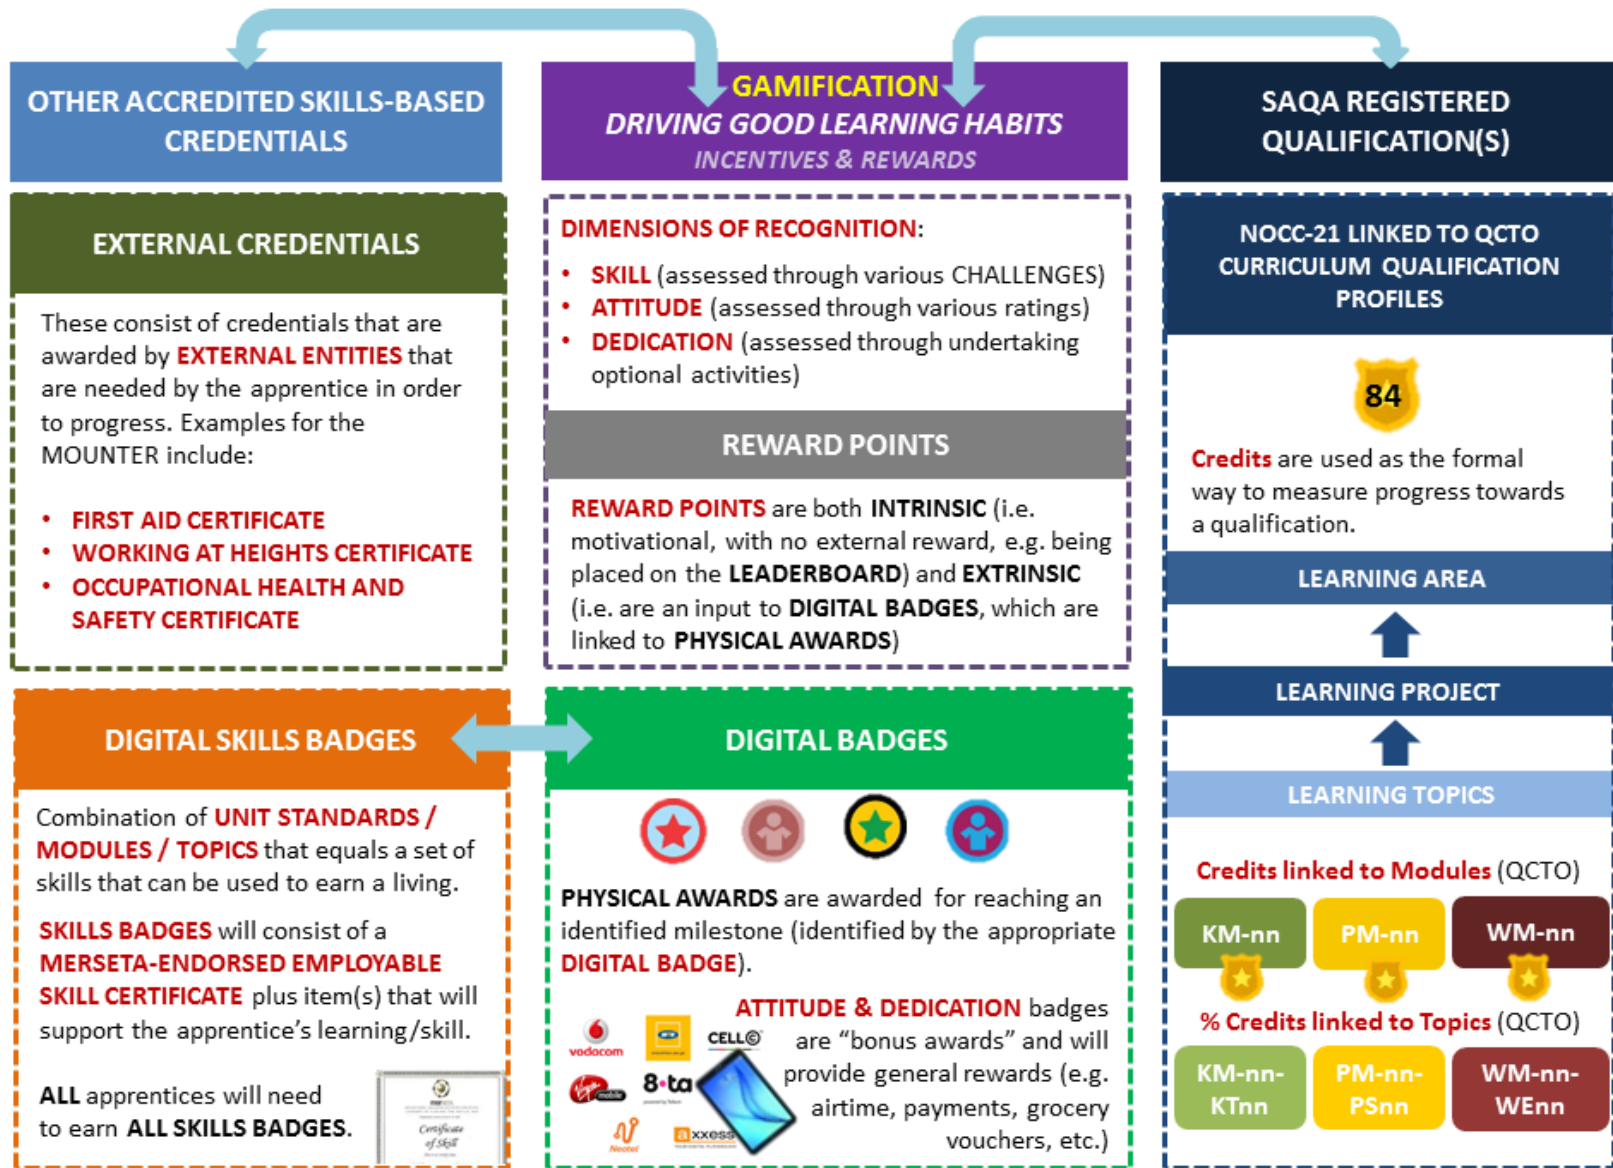 OTHER ACCREDITED SKILLS-BASED
CREDENTIALS
EXTERNAL CREDENTIALS
These consist of credentials that are
awarded by EXTERNAL ENTITIES that
are needed by the apprentice in order
to progress. Examples for the
MOUNTER include:
• FIRST AID CERTIFICATE
• WORKING AT HEIGHTS CERTIFICATE
• OCCUPATIONAL HEALTH AND
SAFETY CERTIFICATE
DIGITAL SKILLS BADGES
Combination of UNIT STANDARDS /
MODULES / TOPICS that equals a set of
skills that can be used to earn a living.
SKILLS BADGES will consist of a
MERSETA-ENDORSED EMPLOYABLE
SKILL CERTIFICATE plus item(s) that will
support the apprentice's learning/skill.
ALL apprentices will need
to earn ALL SKILLS BADGES.
Certificate
of Skill
GAMIFICATION
DRIVING GOOD LEARNING HABITS
INCENTIVES & REWARDS
DIMENSIONS OF RECOGNITION:
• SKILL (assessed through various CHALLENGES)
• ATTITUDE (assessed through various ratings)
• DEDICATION (assessed through undertaking
optional activities)
REWARD POINTS
REWARD POINTS are both INTRINSIC (i.e.
motivational, with no external reward, e.g. being
placed on the LEADERBOARD) and EXTRINSIC
(i.e. are an input to DIGITAL BADGES, which are
linked to PHYSICAL AWARDS)
DIGITAL BADGES
PHYSICAL AWARDS are awarded for reaching an
identified milestone (identified by the appropriate
DIGITAL BADGE).
ATTITUDE & DEDICATION badges
are “bonus awards” and will
provide general rewards (e.g.
airtime, payments, grocery
vouchers, etc.)
vodacom
CELL C
Virgin
mobile
8·ta
Neotel
axxess
SAQA REGISTERED
QUALIFICATION(S)
NOCC-21 LINKED TO QCTO
CURRICULUM QUALIFICATION
PROFILES
84
Credits are used as the formal
way to measure progress towards
a qualification.
LEARNING AREA
LEARNING PROJECT
LEARNING TOPICS
Credits linked to Modules (QCTO)
KM-nn
PM-nn
WM-nn
% Credits linked to Topics (QCTO)
KM-nn-
KTnn
PM-nn-
PSnn
WM-nn-
WEnn